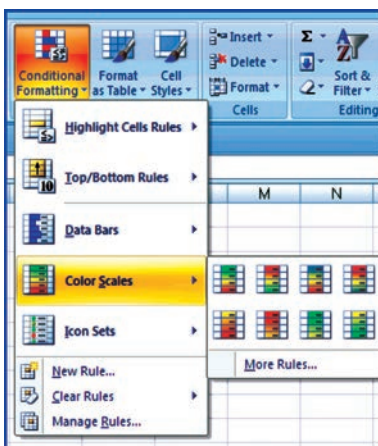 Conditional Formatting
Format as Table
Cell Styles
Insert
Delete
Format
Cells
Σ
A
Z
Sort & Filter
Editing
Highlight Cells Rules
10
Top/Bottom Rules
M N
Data Bars
Color Scales
Icon Sets
More Rules...
New Rule...
Clear Rules
Manage Rules...